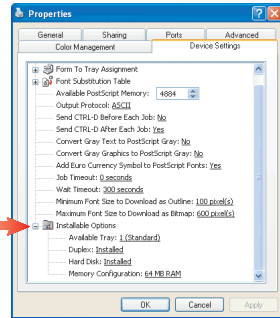 Properties
General Sharing Ports Advanced
Color Management Device Settings
Form To Tray Assignment
Font Substitution Table
Available PostScript Memory: 4884
Output Protocol: ASCII
Send CTRL-D Before Each Job: No
Send CTRL-D After Each Job: Yes
Convert Gray Text to PostScript Gray: No
Convert Gray Graphics to PostScript Gray: No
Add Euro Currency Symbol to PostScript Fonts: Yes
Job Timeout: 0 seconds
Wait Timeout: 300 seconds
Minimum Font Size to Download as Outline: 100 pixel(s)
Maximum Font Size to Download as Bitmap: 600 pixel(s)
Installable Options
Available Tray: 1 (Standard)
Duplex: Installed
Hard Disk: Installed
Memory Configuration: 64 MB RAM
OK Cancel Apply